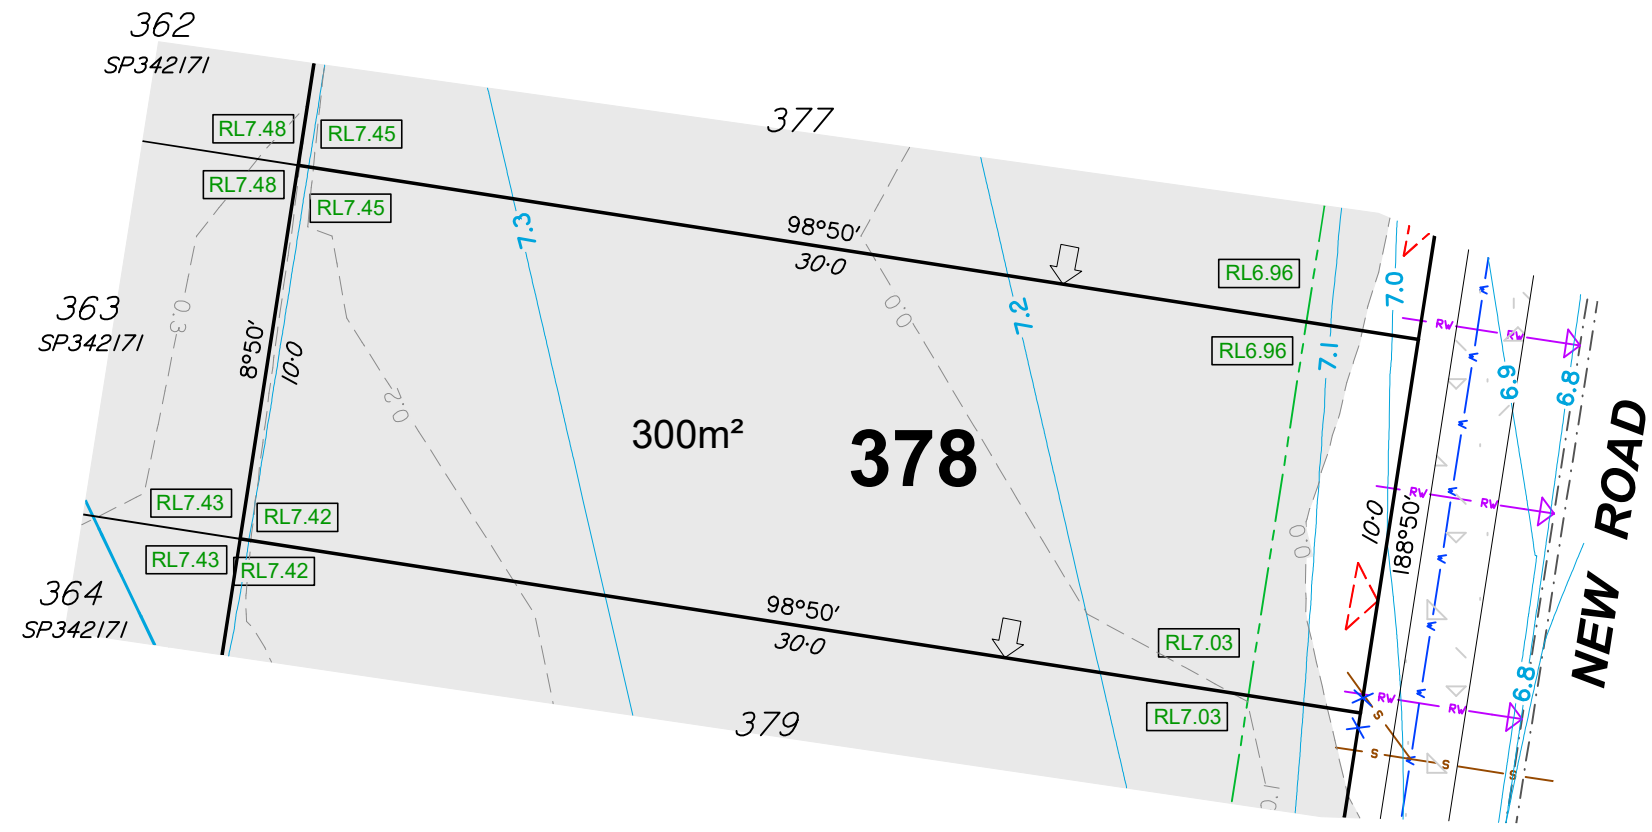 362
SP342171
377
RL7.48
RL7.45
RL7.48
RL7.45
7.3
98°50′
30·0
RL6.96
7.0
RW
RW
363
SP342171
0.3
8°50′
10·0
0.0
7.2
RL6.96
7.1
6.9
6.8
0.2
300m²
378
NEW ROAD
RL7.43
RL7.42
RW
RW
10·0
188°50′
0.0
RL7.43
RL7.42
364
SP342171
98°50′
30·0
RL7.03
RL7.03
6.8
RW
RW
379
S
S
S
S